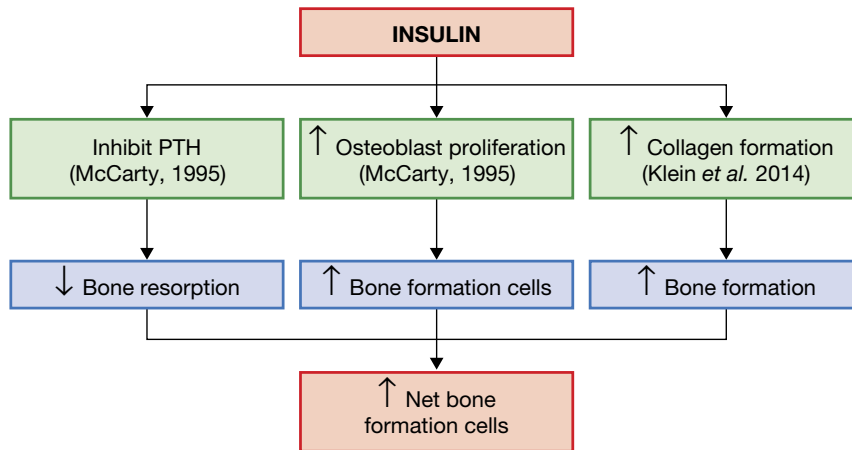 INSULIN
Inhibit PTH
(McCarty, 1995)
↑ Osteoblast proliferation
(McCarty, 1995)
↑ Collagen formation
(Klein et al. 2014)
↓ Bone resorption
↑ Bone formation cells
↑ Bone formation
↑ Net bone
formation cells